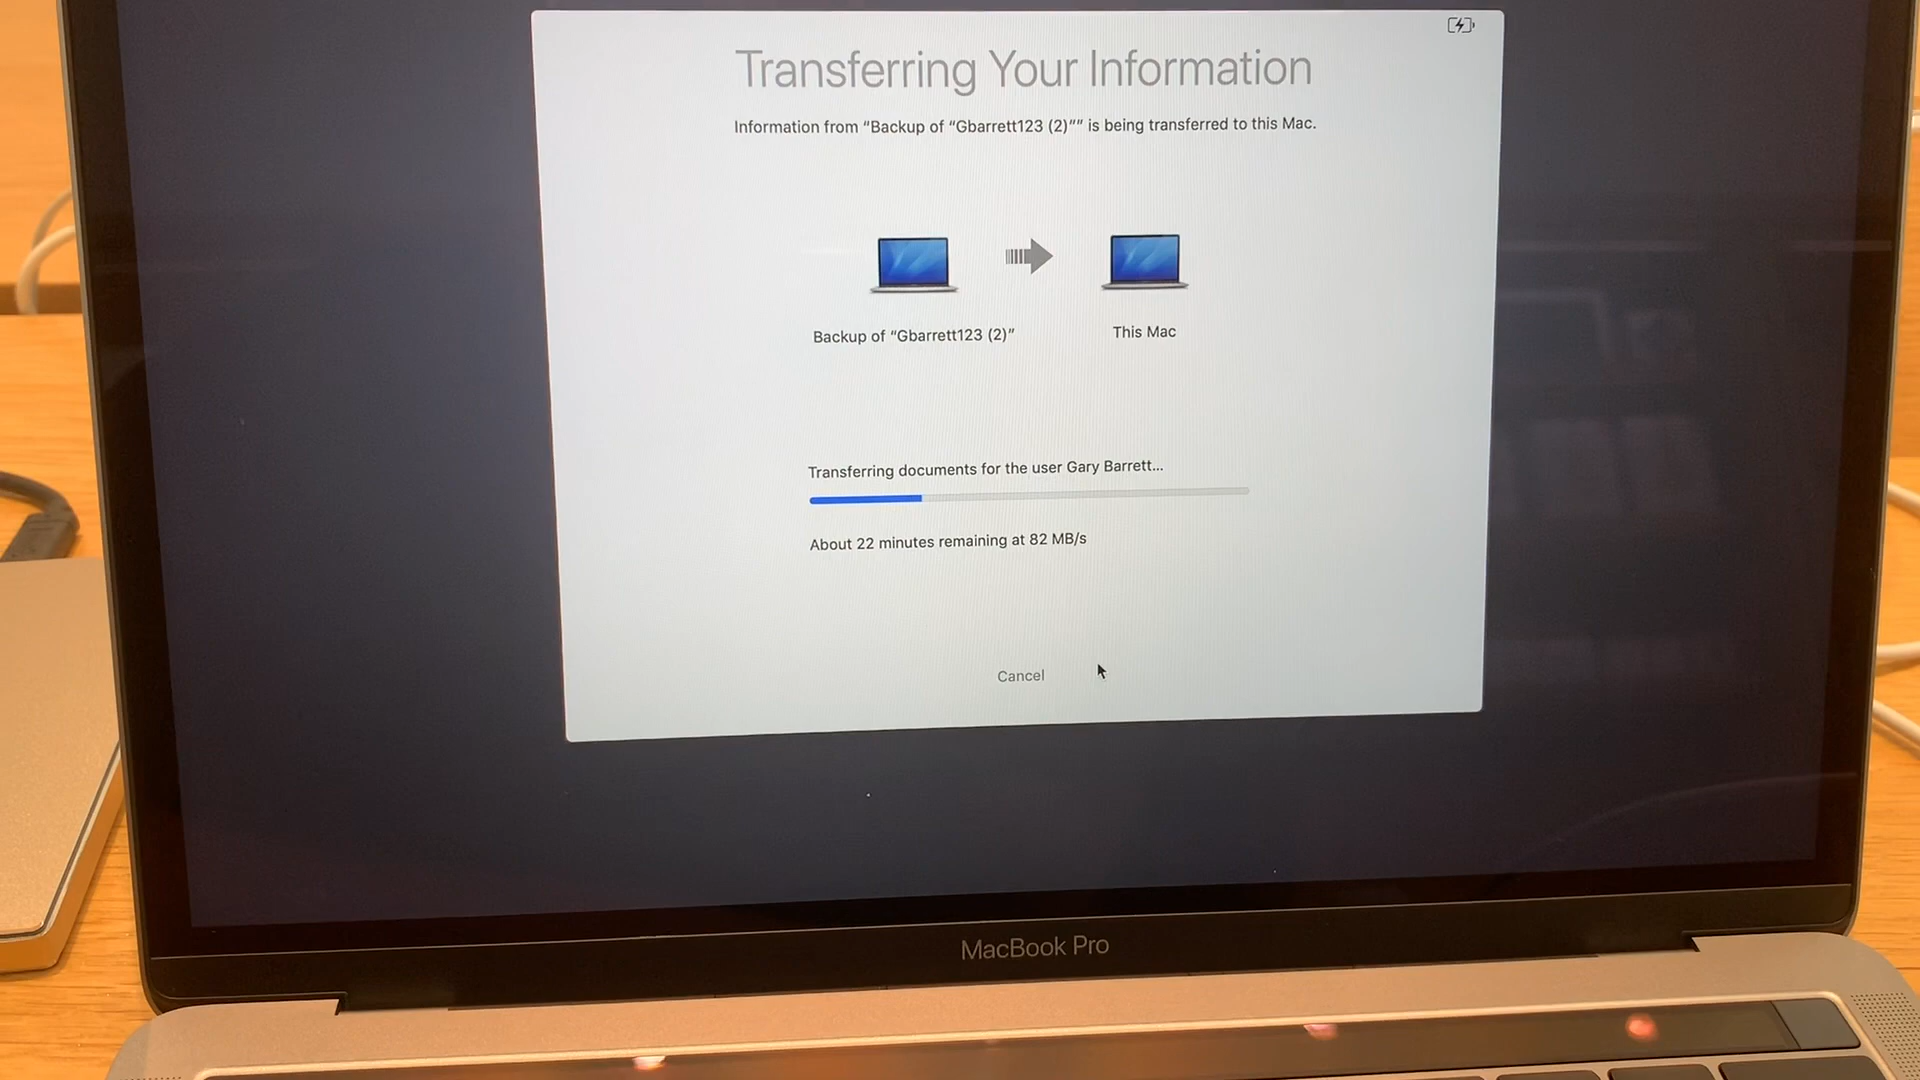 Transferring Your Information
Information from “Backup of “Gbarrett123 (2)”” is being transferred to this Mac.
Backup of “Gbarrett123 (2)”
This Mac
Transferring documents for the user Gary Barrett...
About 22 minutes remaining at 82 MB/s
Cancel
MacBook Pro